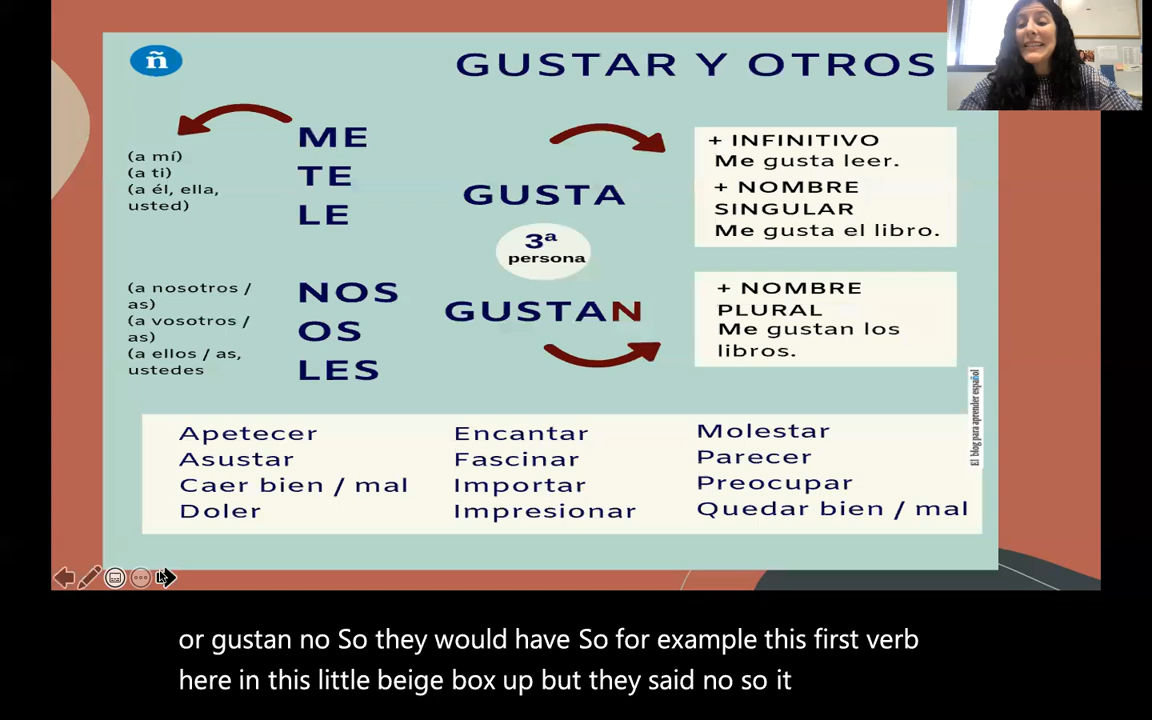 ñ
GUSTAR Y OTROS
ME
TE
LE
(a mí)
(a ti)
(a él, ella,
usted)
GUSTA
3ª
persona
+ INFINITIVO
Me gusta leer.
+ NOMBRE
SINGULAR
Me gusta el libro.
(a nosotros /
as)
(a vosotros /
as)
(a ellos / as,
ustedes
NOS
OS
LES
GUSTAN
+ NOMBRE
PLURAL
Me gustan los
libros.
El blog para aprender español
Apetecer
Asustar
Caer bien / mal
Doler
Encantar
Fascinar
Importar
Impresionar
Molestar
Parecer
Preocupar
Quedar bien / mal
or gustan no So they would have So for example this first verb
here in this little beige box up but they said no so it